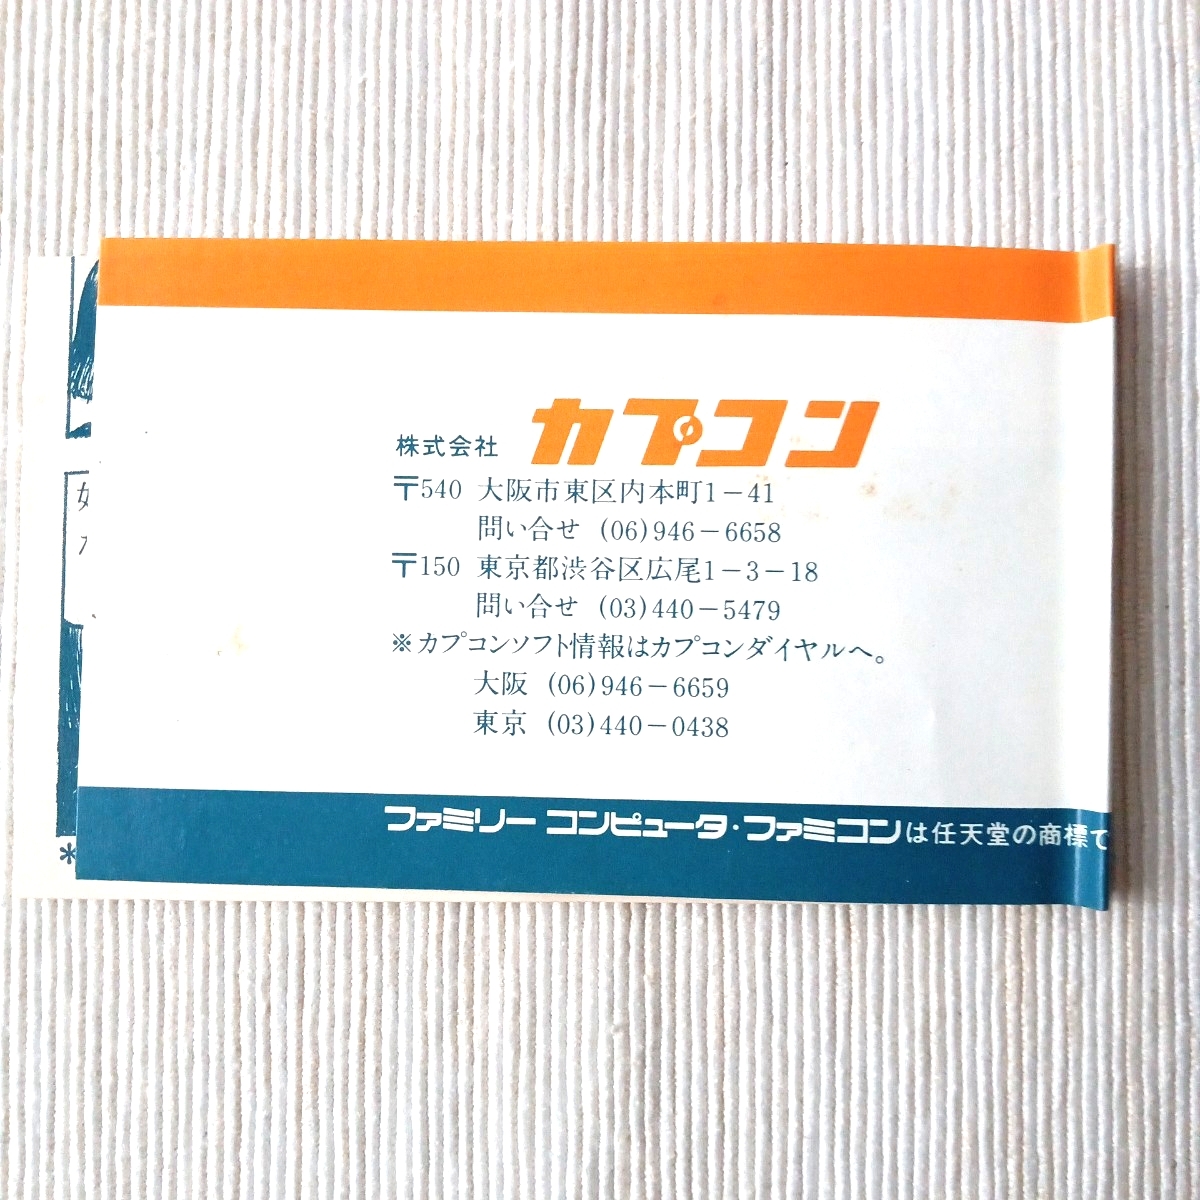 株式会社 カプコン
〒540 大阪市東区内本町1-41
問い合せ (06)946-6658
〒150 東京都渋谷区広尾1-3-18
問い合せ (03)440-5479
※カプコンソフト情報はカプコンダイヤルへ。
大阪 (06)946-6659
東京 (03)440-0438
ファミリーコンピュータ・ファミコンは任天堂の商標で
*